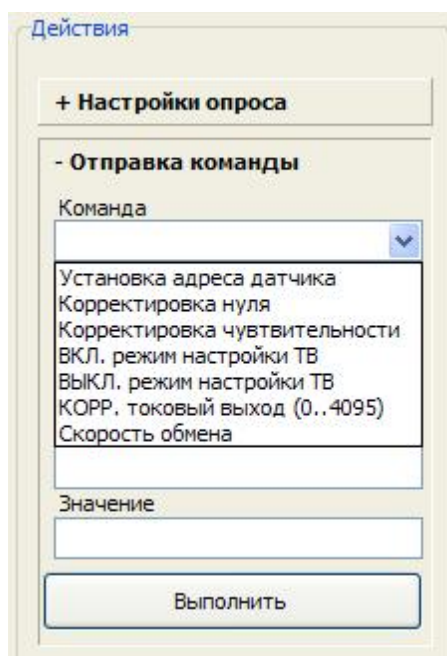 Действия
+ Настройки опроса
- Отправка команды
Команда
Установка адреса датчика
Корректировка нуля
Корректировка чувтвительности
ВКЛ. режим настройки ТВ
ВЫКЛ. режим настройки ТВ
КОРР. токовый выход (0..4095)
Скорость обмена
Значение
Выполнить